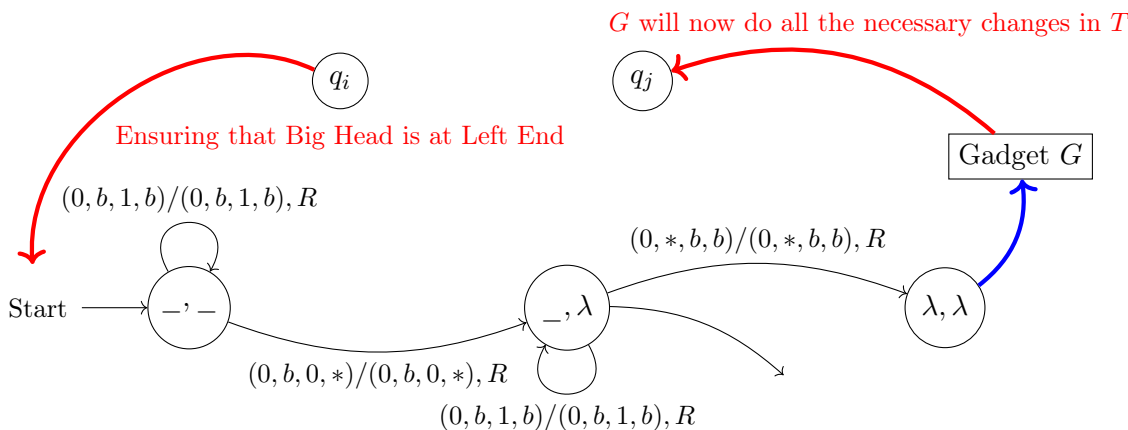 G will now do all the necessary changes in T
q_i
q_j
Ensuring that Big Head is at Left End
Gadget G
(0, b, 1, b)/(0, b, 1, b), R
(0, *, b, b)/(0, *, b, b), R
Start
_, _
_, λ
λ, λ
(0, b, 0, *)/(0, b, 0, *), R
(0, b, 1, b)/(0, b, 1, b), R